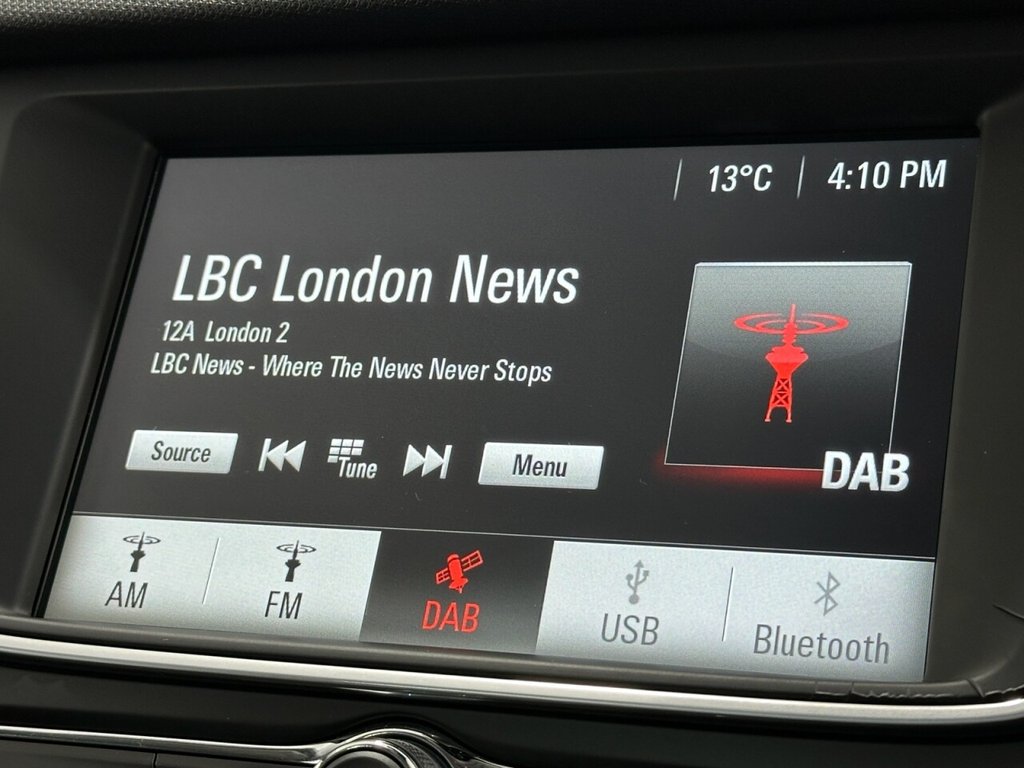 13°C 4:10 PM
LBC London News
12A London 2
LBC News - Where The News Never Stops
Source Tune Menu
DAB
AM FM DAB USB Bluetooth